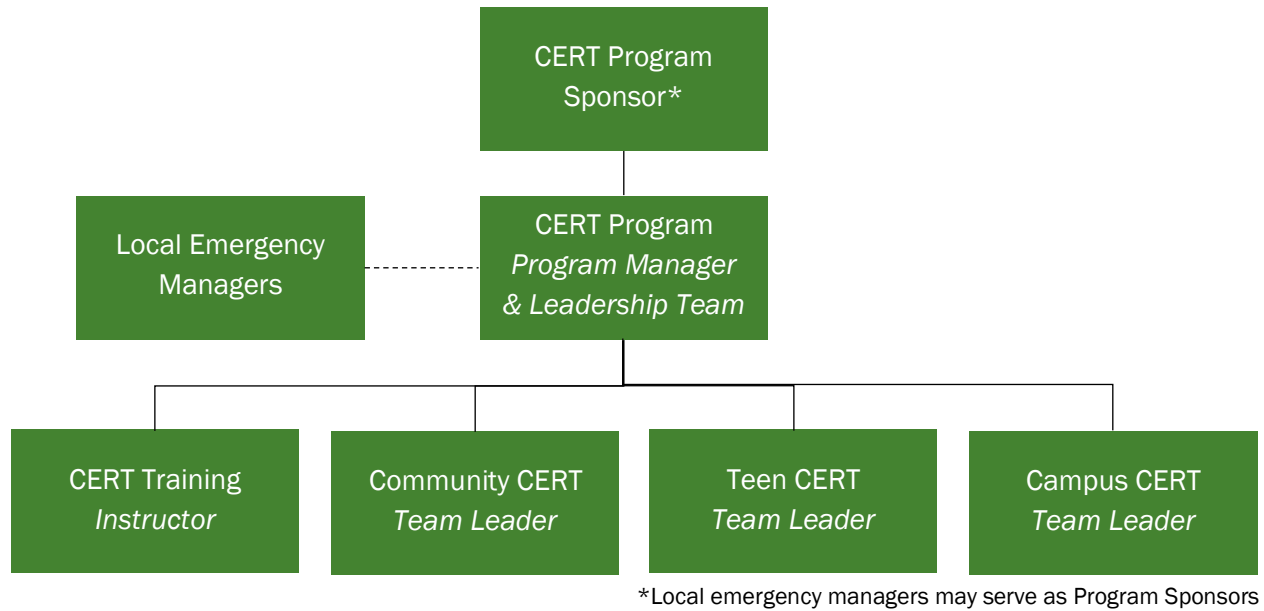 CERT Program
Sponsor*
Local Emergency
Managers
CERT Program
Program Manager
& Leadership Team
CERT Training
Instructor
Community CERT
Team Leader
Teen CERT
Team Leader
Campus CERT
Team Leader
*Local emergency managers may serve as Program Sponsors